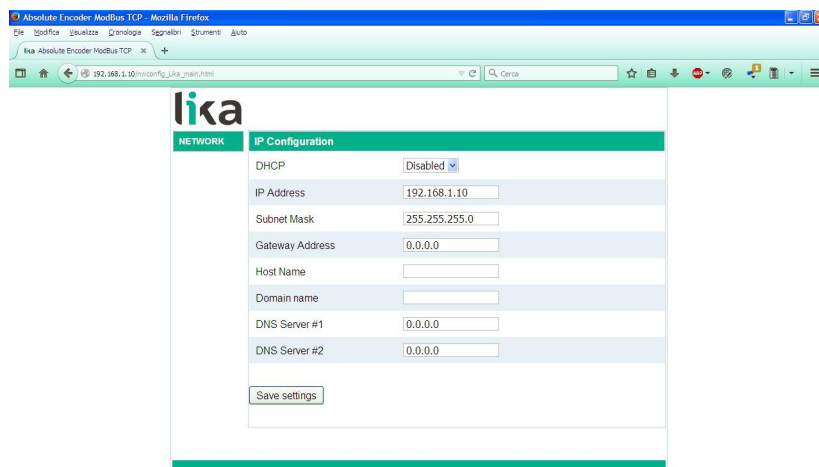 Absolute Encoder ModBus TCP - Mozilla Firefox
File Modifica Visualizza Cronologia Segnalibri Strumenti Aiuto
lika Absolute Encoder ModBus TCP × +
192.168.1.10/nwconfig_Lika_main.html
Cerca
ABP
1
lika
NETWORK
IP Configuration
DHCP Disabled
IP Address 192.168.1.10
Subnet Mask 255.255.255.0
Gateway Address 0.0.0.0
Host Name
Domain name
DNS Server #1 0.0.0.0
DNS Server #2 0.0.0.0
Save settings